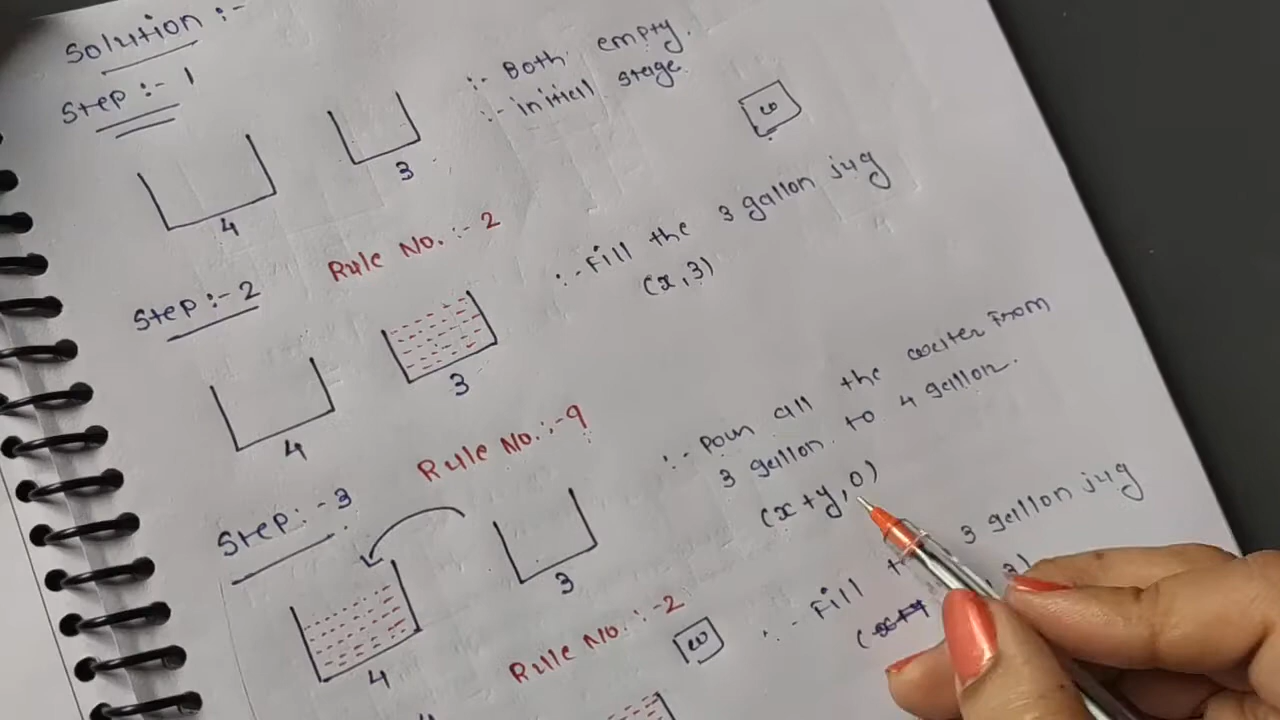 Solution :-
Step :- 1
:- Both empty.
:- initiall stage.
4
3
Rule No. :- 2
Step :- 2
:- Fill the 3 gallon jug
(x, 3)
4
3
Rule No. :- 9
Step :- 3
:- Pour all the water from
3 gallon to 4 gallon.
(x+y, 0)
4
3
Rule No. :- 2
:- Fill 3 gallon jug